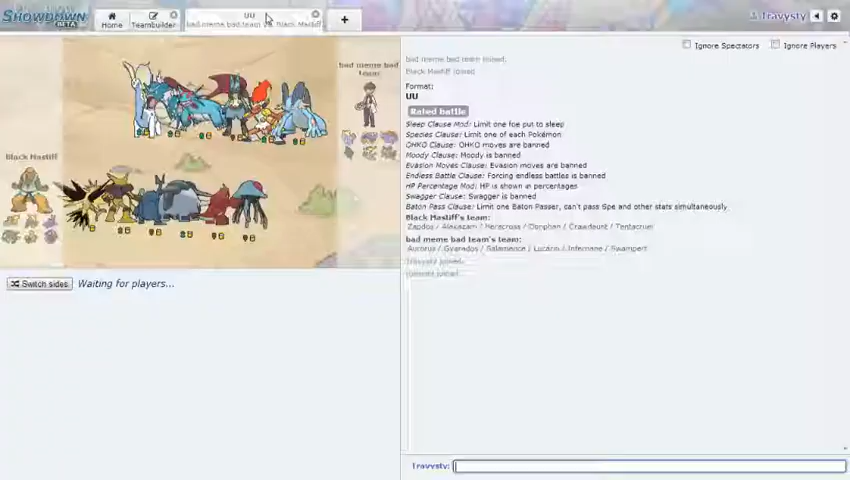 SHOWDOWN
BETA
Home
Teambuilder
UU
bad meme bad team vs. Black Mastiff
+
Travysty
bad meme bad team
Black Mastiff
Switch sides
Waiting for players...
Ignore Spectators
Ignore Players
bad meme bad team joined.
Black Mastiff joined.
Format:
UU
Rated battle
Sleep Clause Mod: Limit one foe put to sleep
Species Clause: Limit one of each Pokémon
OHKO Clause: OHKO moves are banned
Moody Clause: Moody is banned
Evasion Moves Clause: Evasion moves are banned
Endless Battle Clause: Forcing endless battles is banned
HP Percentage Mod: HP is shown in percentages
Swagger Clause: Swagger is banned
Baton Pass Clause: Limit one Baton Passer, can't pass Spe and other stats simultaneously
Black Mastiff's team:
Zapdos / Alakazam / Heracross / Donphan / Crawdaunt / Tentacruel
bad meme bad team's team:
Aurorus / Gyarados / Salamence / Lucario / Infernape / Swampert
Travysty joined.
joined.
Travysty: